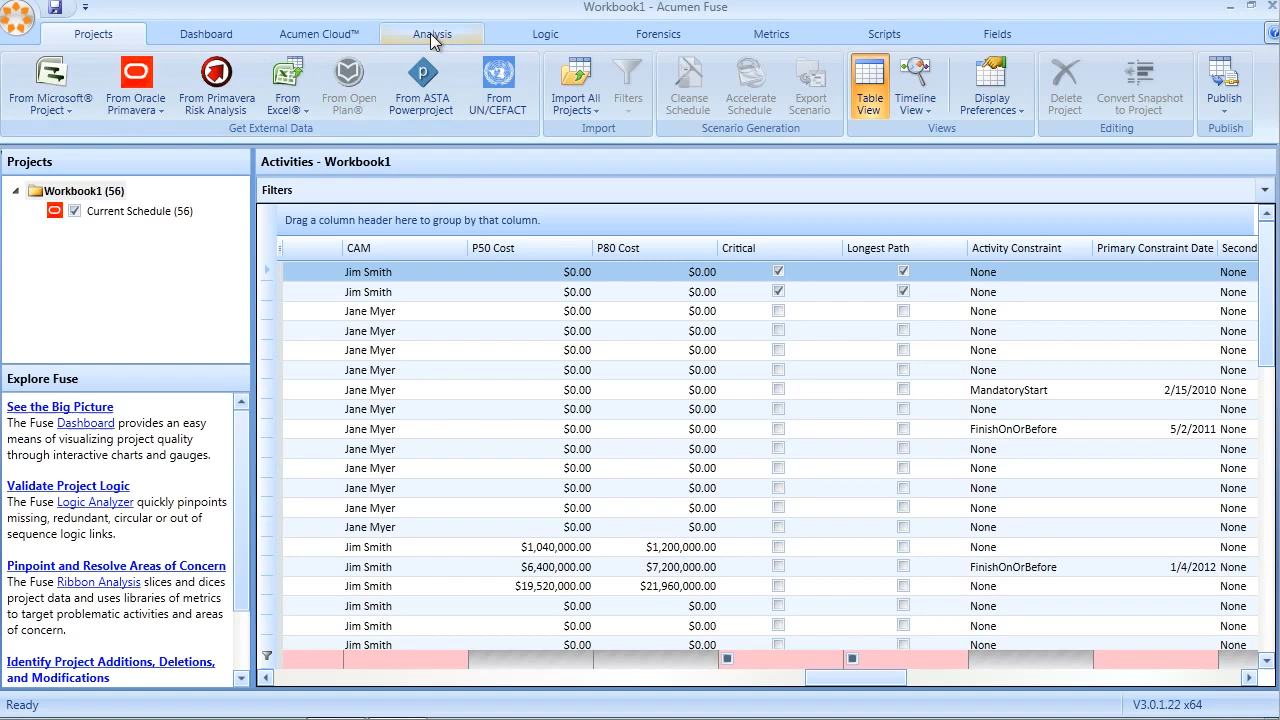 Workbook1 - Acumen Fuse
Projects
Dashboard
Acumen Cloud™
Analysis
Logic
Forensics
Metrics
Scripts
Fields
From Microsoft® Project
From Oracle Primavera
From Primavera Risk Analysis
From Excel®
From Open Plan®
From ASTA Powerproject
From UN/CEFACT
Import All Projects
Filters
Cleanse Schedule
Accelerate Schedule
Export Scenario
Table View
Timeline View
Display Preferences
Delete Project
Convert Snapshot to Project
Publish
Get External Data
Import
Scenario Generation
Views
Editing
Publish
Projects
Workbook1 (56)
Current Schedule (56)
Explore Fuse
See the Big Picture
The Fuse Dashboard provides an easy
means of visualizing project quality
through interactive charts and gauges.
Validate Project Logic
The Fuse Logic Analyzer quickly pinpoints
missing, redundant, circular or out of
sequence logic links.
Pinpoint and Resolve Areas of Concern
The Fuse Ribbon Analysis slices and dices
project data and uses libraries of metrics
to target problematic activities and areas
of concern.
Identify Project Additions, Deletions,
and Modifications
Activities - Workbook1
Filters
Drag a column header here to group by that column.
CAM P50 Cost P80 Cost Critical Longest Path Activity Constraint Primary Constraint Date Second
Jim Smith $0.00 $0.00 None None
Jim Smith $0.00 $0.00 None None
Jane Myer $0.00 $0.00 None None
Jane Myer $0.00 $0.00 None None
Jane Myer $0.00 $0.00 None None
Jane Myer $0.00 $0.00 None None
Jane Myer $0.00 $0.00 MandatoryStart 2/15/2010 None
Jane Myer $0.00 $0.00 None None
Jane Myer $0.00 $0.00 FinishOnOrBefore 5/2/2011 None
Jane Myer $0.00 $0.00 None None
Jane Myer $0.00 $0.00 None None
Jane Myer $0.00 $0.00 None None
Jane Myer $0.00 $0.00 None None
Jane Myer $0.00 $0.00 None None
Jim Smith $1,040,000.00 $1,200,000.00 None None
Jim Smith $6,400,000.00 $7,200,000.00 FinishOnOrBefore 1/4/2012 None
Jim Smith $19,520,000.00 $21,960,000.00 None None
Jim Smith $0.00 $0.00 None None
Jim Smith $0.00 $0.00 None None
Jim Smith $0.00 $0.00 None None
Ready
V3.0.1.22 x64